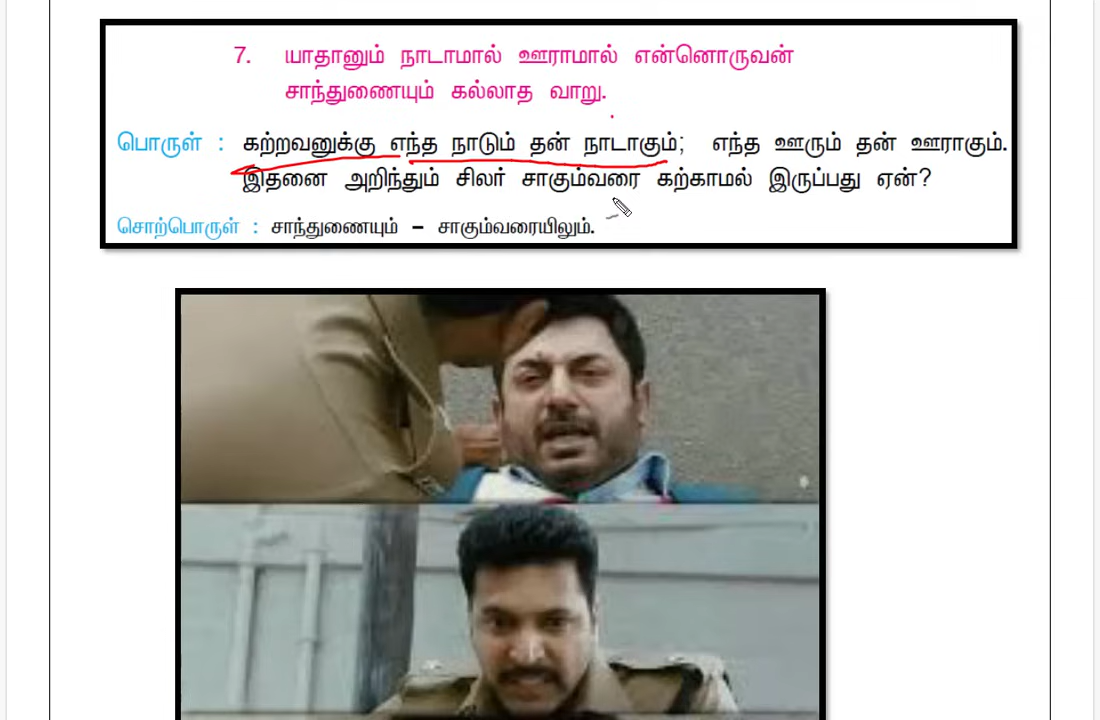 7. யாதானும் நாடாமால் ஊராமால் என்னொருவன்
சாந்துணையும் கல்லாத வாறு.
பொருள் : கற்றவனுக்கு எந்த நாடும் தன் நாடாகும்; எந்த ஊரும் தன் ஊராகும்.
இதனை அறிந்தும் சிலர் சாகும்வரை கற்காமல் இருப்பது ஏன்?
சொற்பொருள் : சாந்துணையும் – சாகும்வரையிலும்.